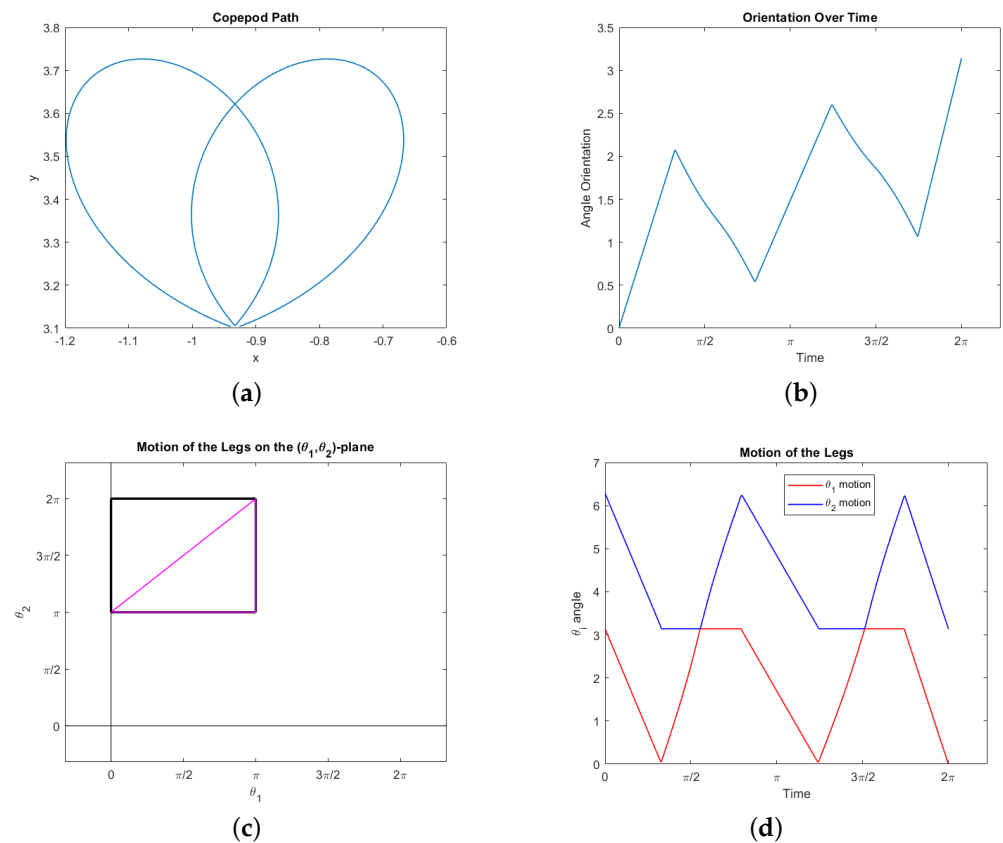 Copepod Path
3.8
3.7
3.6
3.5
3.4
3.3
3.2
3.1
y
-1.2 -1.1 -1 -0.9 -0.8 -0.7 -0.6
x
(a)
Orientation Over Time
3.5
3
2.5
2
1.5
1
0.5
0
Angle Orientation
0 π/2 π 3π/2 2π
Time
(b)
Motion of the Legs on the (θ1,θ2)-plane
2π
3π/2
π
π/2
0
θ2
0 π/2 π 3π/2 2π
θ1
(c)
Motion of the Legs
7
6
5
4
3
2
1
0
θi angle
θ1 motion
θ2 motion
0 π/2 π 3π/2 2π
Time
(d)